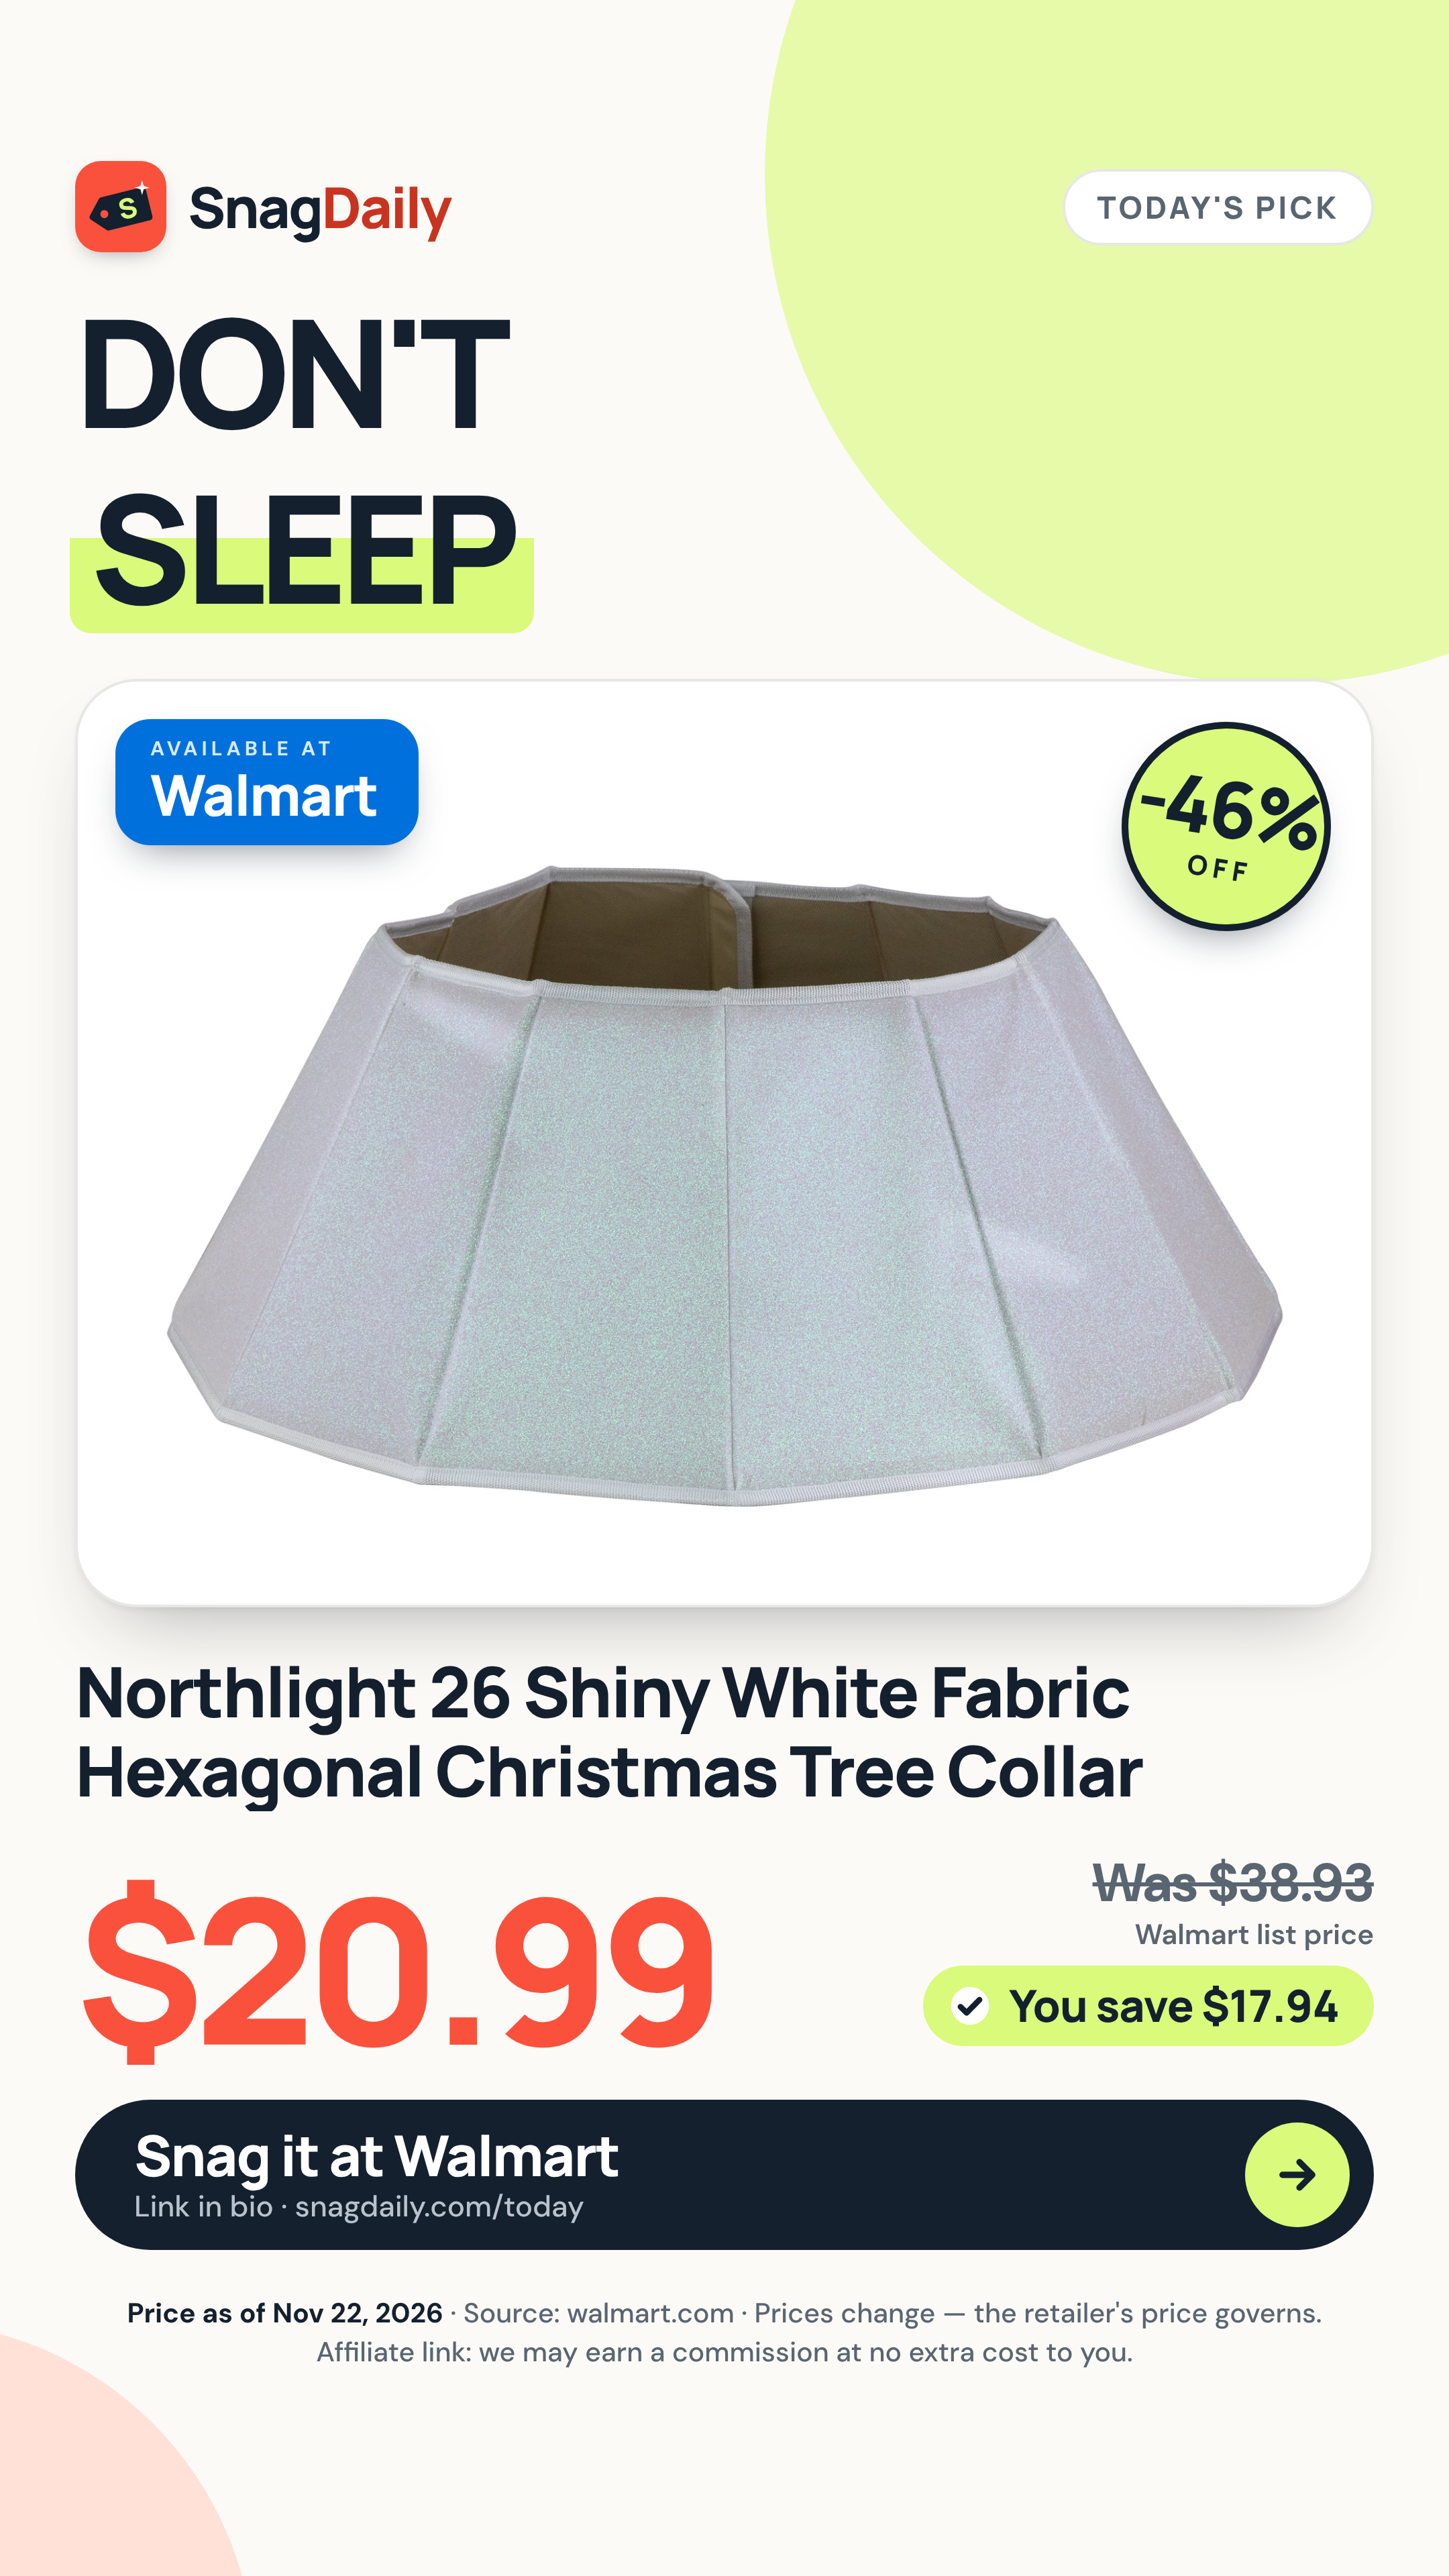 S
SnagDaily
TODAY'S PICK
DON'T
SLEEP
AVAILABLE AT
Walmart
-46%
OFF
Northlight 26 Shiny White Fabric
Hexagonal Christmas Tree Collar
$20.99
Was $38.93
Walmart list price
You save $17.94
Snag it at Walmart
Link in bio · snagdaily.com/today
Price as of Nov 22, 2026 · Source: walmart.com · Prices change — the retailer's price governs.
Affiliate link: we may earn a commission at no extra cost to you.